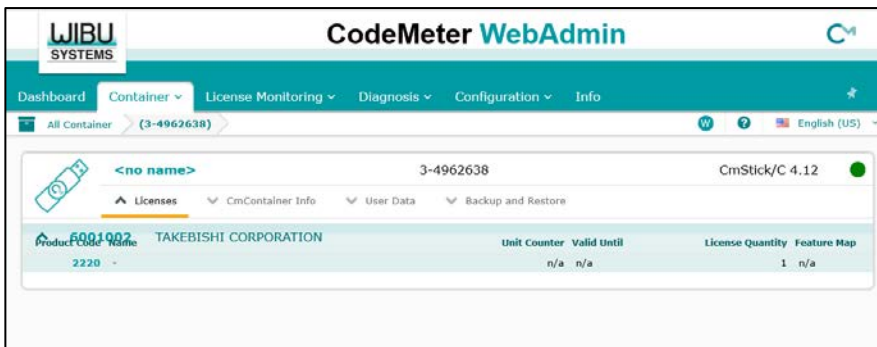 WIBU
SYSTEMS
CodeMeter WebAdmin
Dashboard Container License Monitoring Diagnosis Configuration Info
All Container (3-4962638) W ? English (US)
<no name> 3-4962638 CmStick/C 4.12
Licenses CmContainer Info User Data Backup and Restore
6001002 TAKEBISHI CORPORATION
Product Code Name Unit Counter Valid Until License Quantity Feature Map
2220 - n/a n/a 1 n/a